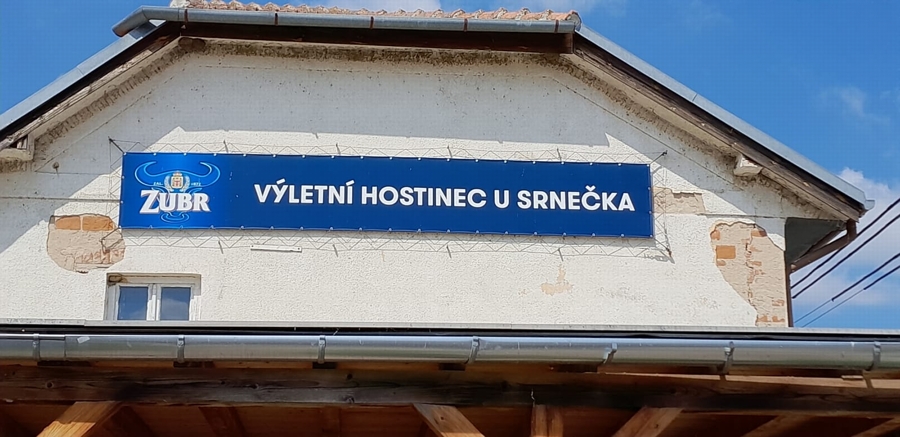 ZUBR
VÝLETNÍ HOSTINEC U SRNEČKA